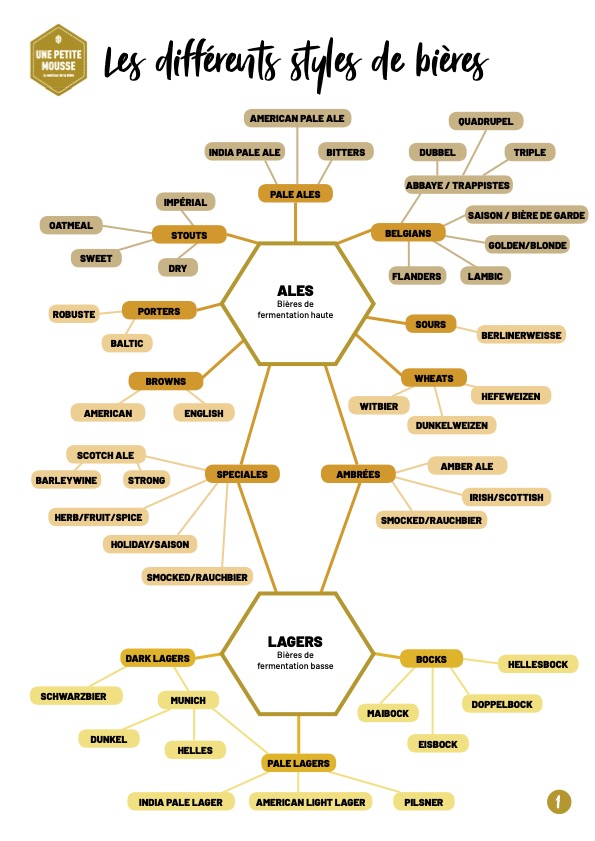 UNE PETITE
MOUSSE
Les différents styles de bières
AMERICAN PALE ALE
QUADRUPEL
INDIA PALE ALE
BITTERS
DUBBEL
TRIPLE
PALE ALES
ABBAYE / TRAPPISTES
IMPÉRIAL
OATMEAL
STOUTS
SAISON / BIÈRE DE GARDE
BELGIANS
GOLDEN/BLONDE
SWEET
DRY
FLANDERS
LAMBIC
ALES
Bières de
fermentation haute
ROBUSTE
PORTERS
BALTIC
SOURS
BERLINERWEISSE
BROWNS
AMERICAN
ENGLISH
WHEATS
WITBIER
HEFEWEIZEN
DUNKELWEIZEN
SCOTCH ALE
BARLEYWINE
STRONG
SPECIALES
HERB/FRUIT/SPICE
HOLIDAY/SAISON
SMOCKED/RAUCHBIER
AMBRÉES
AMBER ALE
IRISH/SCOTTISH
SMOCKED/RAUCHBIER
LAGERS
Bières de
fermentation basse
DARK LAGERS
SCHWARZBIER
MUNICH
DUNKEL
HELLES
BOCKS
HELLESBOCK
MAIBOCK
DOPPELBOCK
EISBOCK
PALE LAGERS
INDIA PALE LAGER
AMERICAN LIGHT LAGER
PILSNER
1